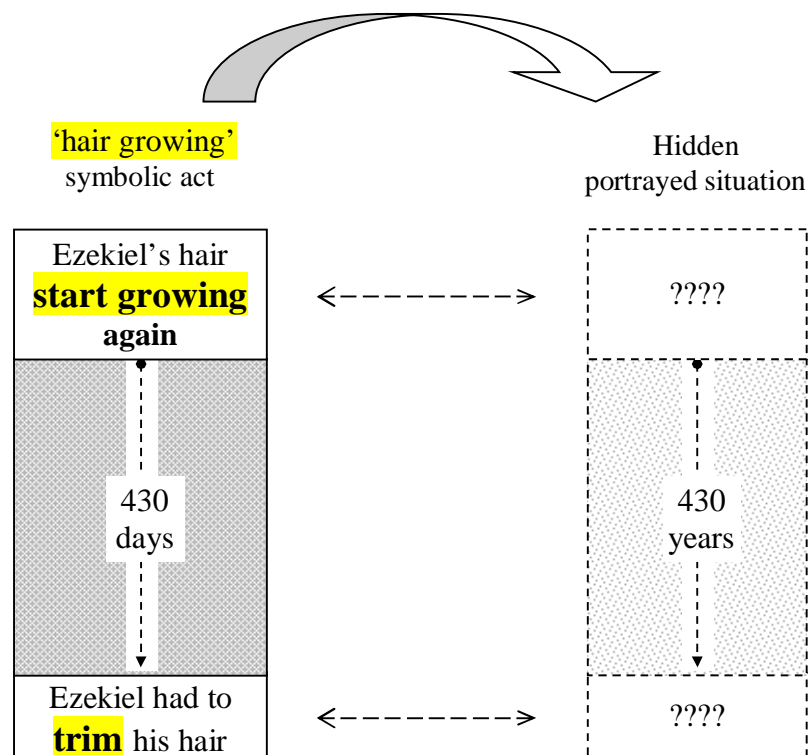 ‘hair growing’
symbolic act
Hidden
portrayed situation
Ezekiel’s hair
start growing
again
????
430
days
430
years
Ezekiel had to
trim his hair
????